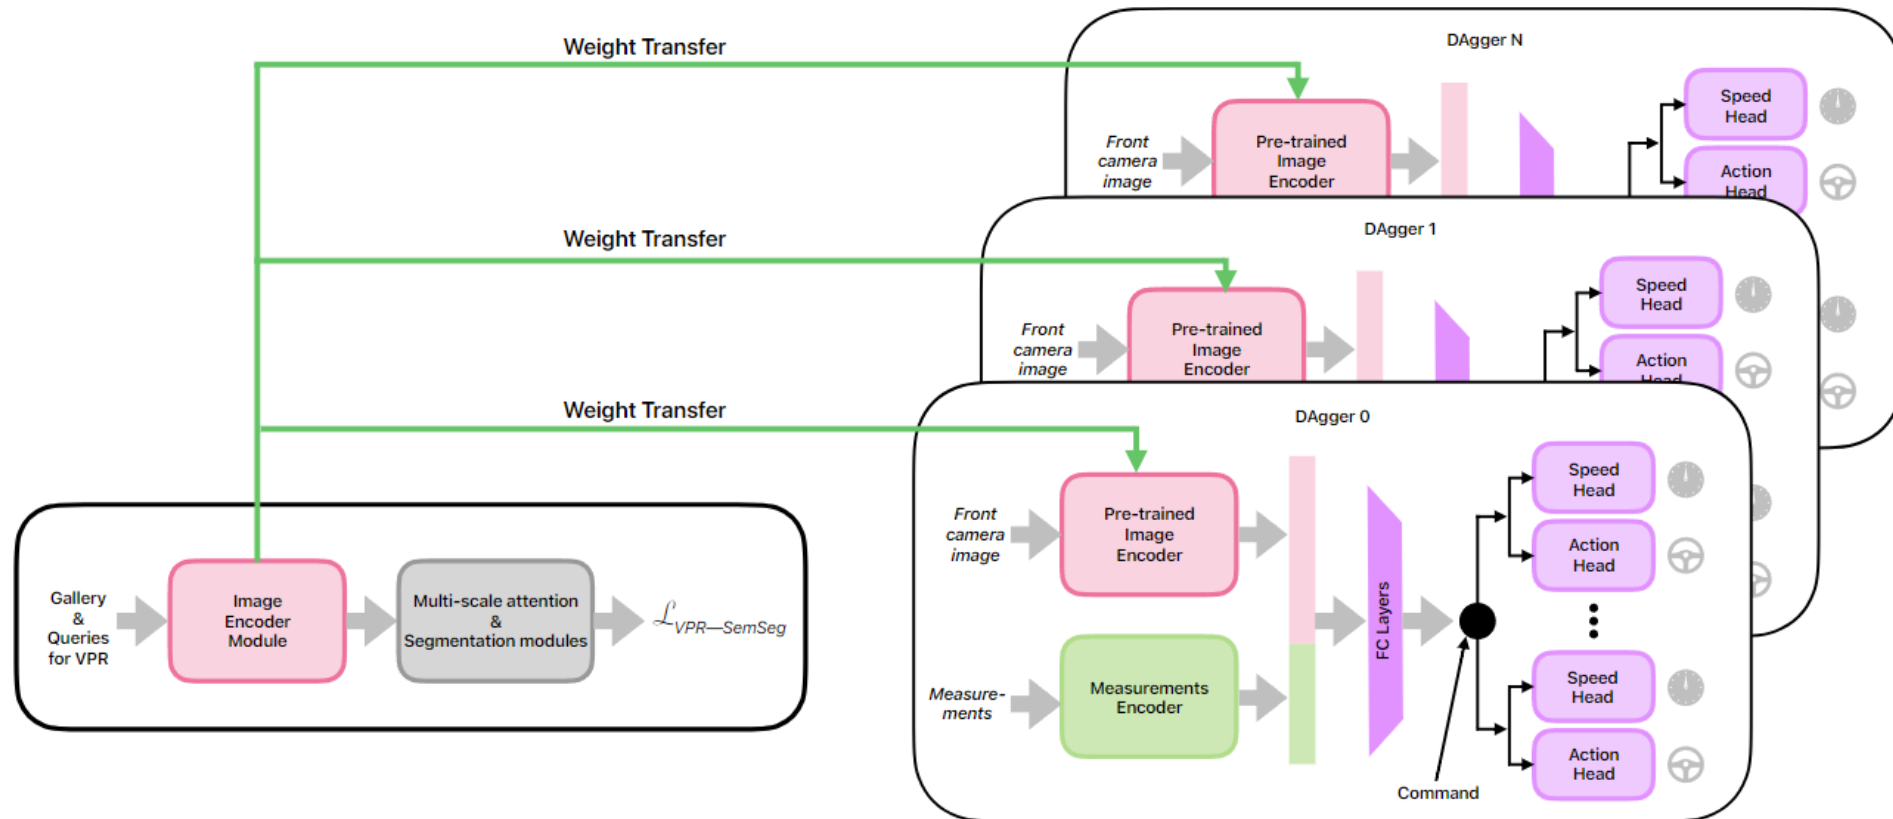 Weight Transfer
DAgger N
Front
camera
image
Pre-trained
Image
Encoder
Speed
Head
Action
Head
Weight Transfer
DAgger 1
Front
camera
image
Pre-trained
Image
Encoder
Speed
Head
Action
Head
Weight Transfer
DAgger 0
Front
camera
image
Pre-trained
Image
Encoder
Measure-
ments
Measurements
Encoder
FC Layers
Command
Speed
Head
Action
Head
Speed
Head
Action
Head
Gallery
&
Queries
for VPR
Image
Encoder
Module
Multi-scale attention
&
Segmentation modules
ℒVPR—SemSeg